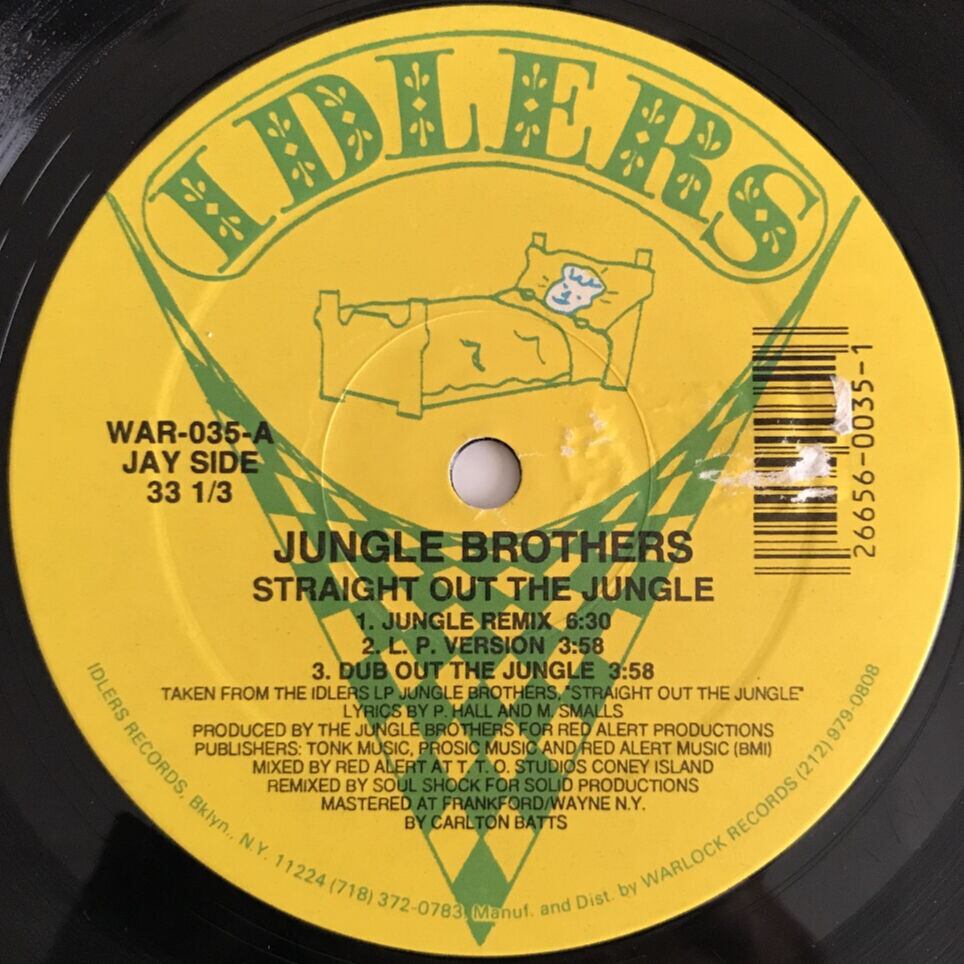 IDLERS
WAR-035-A
JAY SIDE
33 1/3
26656-0035-1
JUNGLE BROTHERS
STRAIGHT OUT THE JUNGLE
1. JUNGLE REMIX 6:30
2. L. P. VERSION 3:58
3. DUB OUT THE JUNGLE 3:58
TAKEN FROM THE IDLERS LP JUNGLE BROTHERS, STRAIGHT OUT THE JUNGLE"
LYRICS BY P. HALL AND M. SMALLS
PRODUCED BY THE JUNGLE BROTHERS FOR RED ALERT PRODUCTIONS
PUBLISHERS: TONK MUSIC, PROSIC MUSIC AND RED ALERT MUSIC (BMI)
MIXED BY RED ALERT AT T. T. O. STUDIOS CONEY ISLAND
REMIXED BY SOUL SHOCK FOR SOLID PRODUCTIONS
MASTERED AT FRANKFORD/WAYNE N.Y.
BY CARLTON BATTS
IDLERS RECORDS, Bklyn., N.Y. 11224 (718) 372-0783, Manuf. and Dist. by WARLOCK RECORDS (212) 979-0808